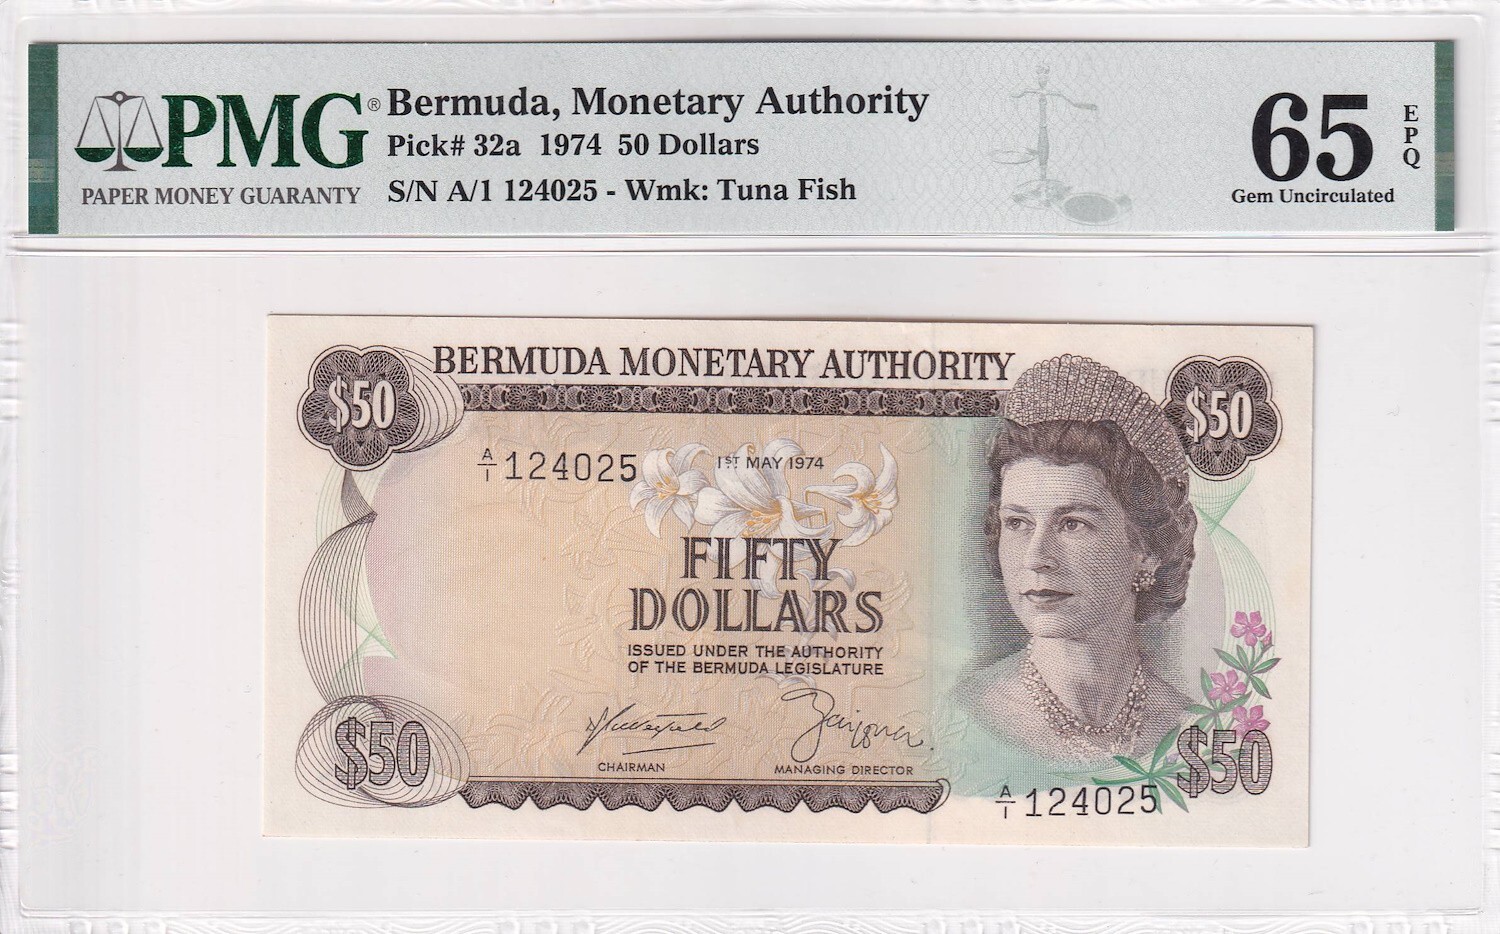 PMG®
PAPER MONEY GUARANTY
Bermuda, Monetary Authority
Pick# 32a 1974 50 Dollars
S/N A/1 124025 - Wmk: Tuna Fish
65
EPQ
Gem Uncirculated
BERMUDA MONETARY AUTHORITY
$50
$50
A/1 124025
1ST MAY 1974
FIFTY
DOLLARS
ISSUED UNDER THE AUTHORITY
OF THE BERMUDA LEGISLATURE
CHAIRMAN
MANAGING DIRECTOR
$50
$50
A/1 124025